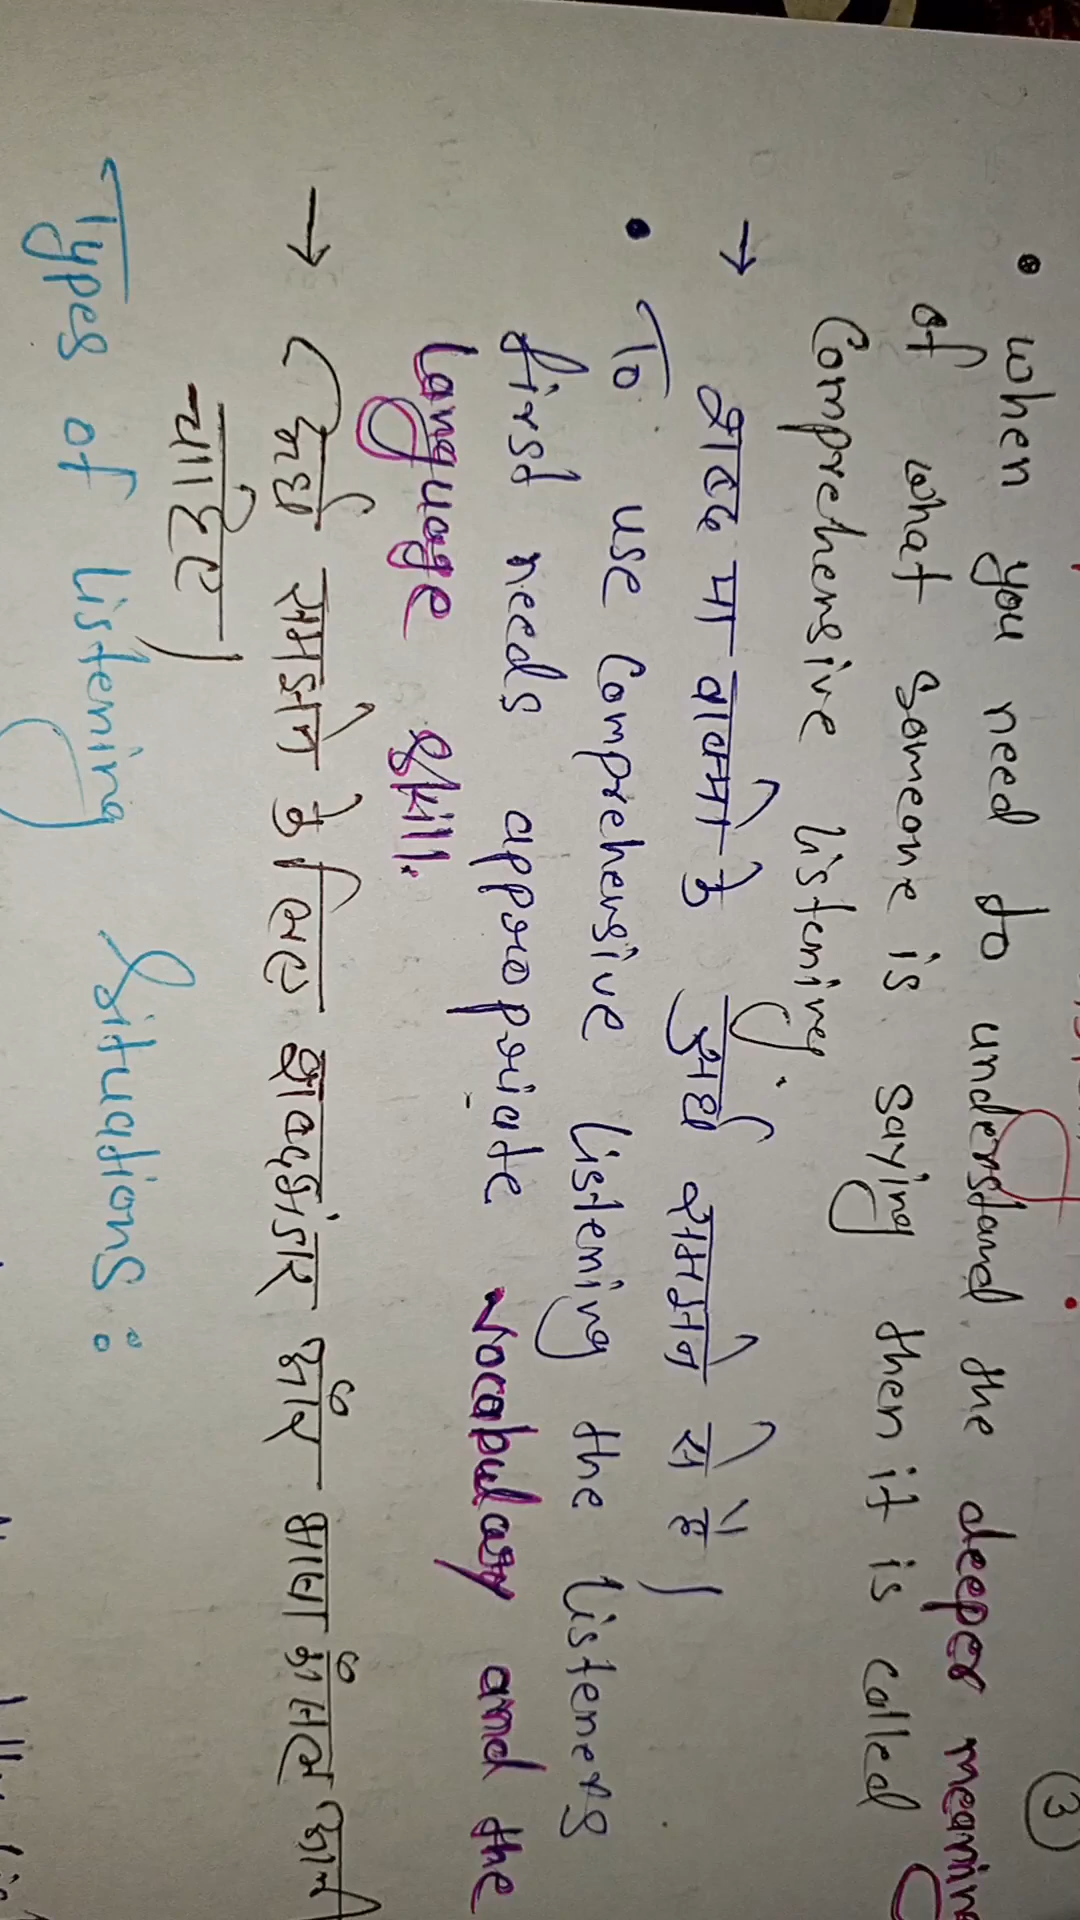 ③
• when you need to understand the deeper meaning
of what someone is saying then it is called
Comprehensive listening.
→ शब्द या वाक्यो के अर्थ समझने से है।
• To use Comprehensive listening the listeners
first needs appropriate vocabulary and the
language skill.
→ समझने के लिए शब्दभंडार और भाषा कौशल
चाहिए।
Types of listening Situations :